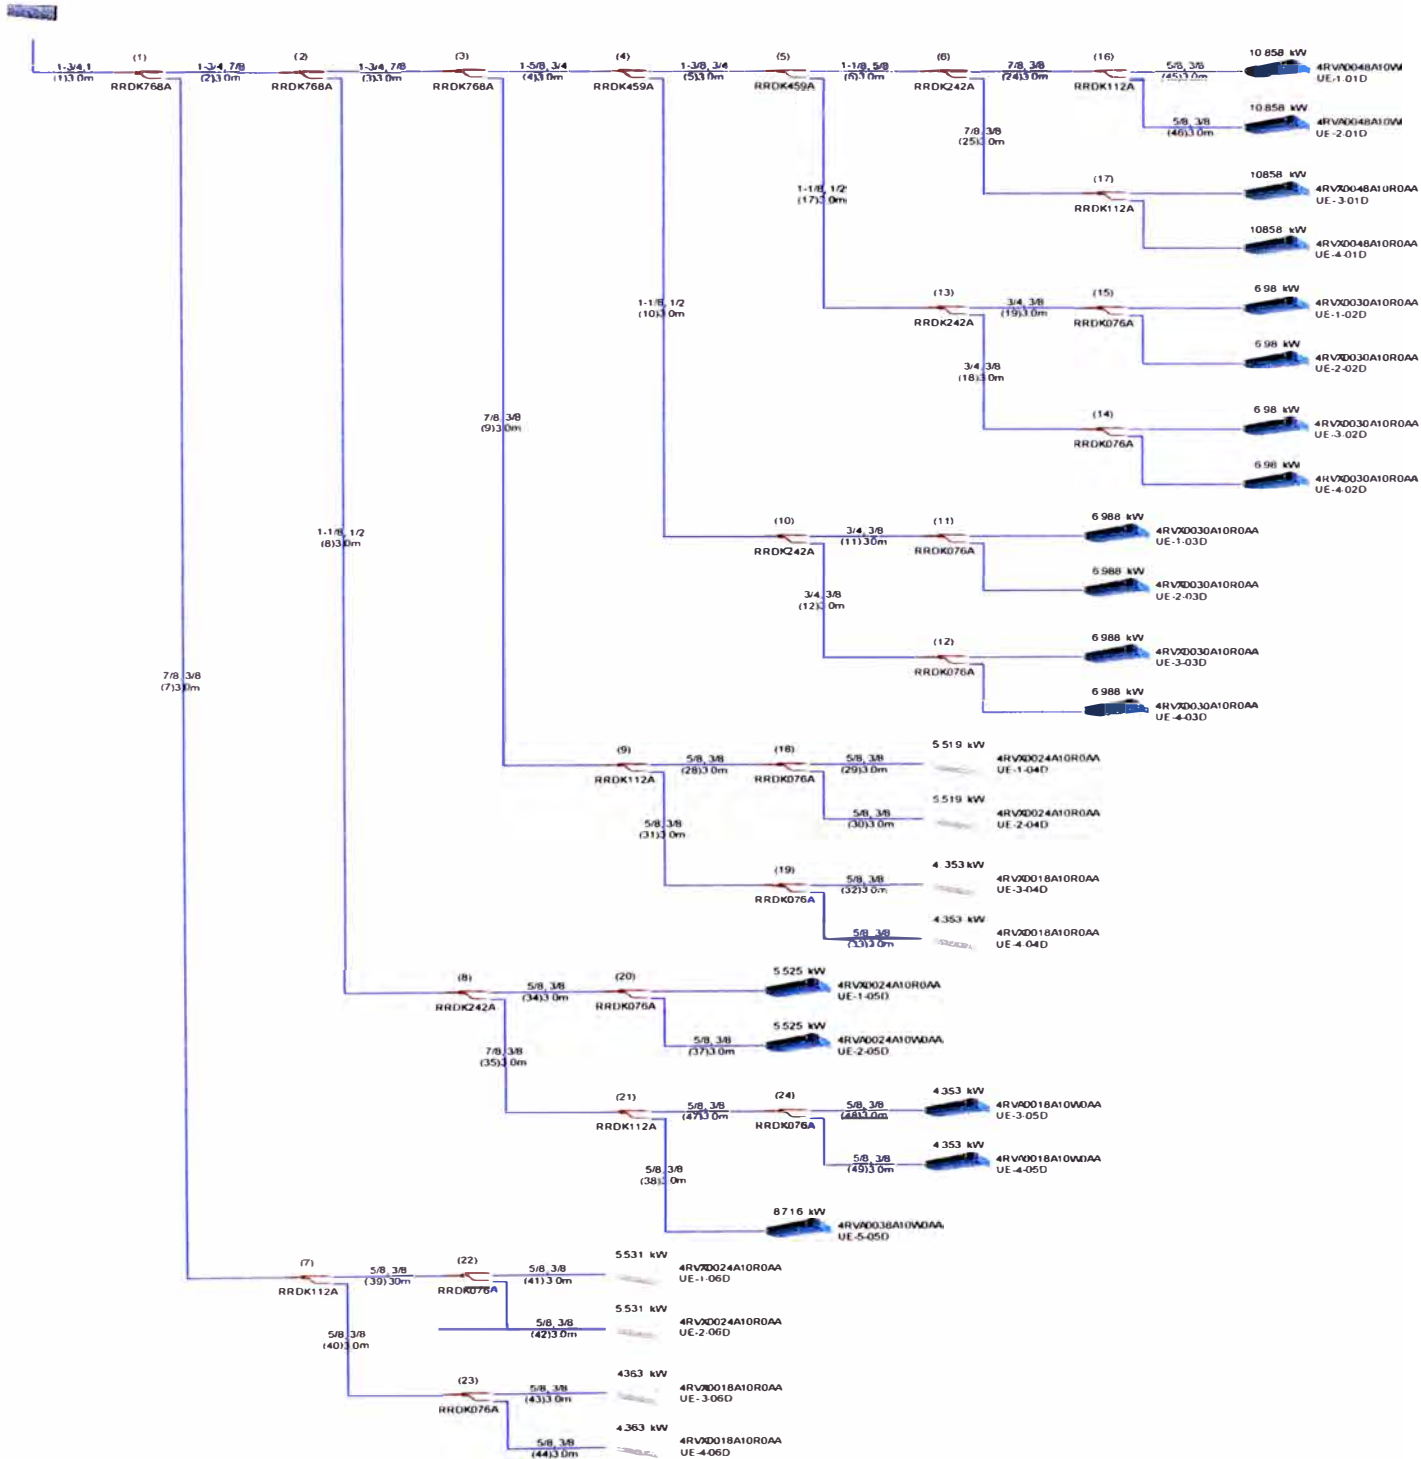 (1)
(2)
(3)
(4)
(5)
(6)
(16)
10 858 kW
1-3/4, 1
(1)3.0m
1-3/4, 7/8
(2)3.0m
1-3/4, 7/8
(3)3.0m
1-5/8, 3/4
(4)3.0m
1-3/8, 3/4
(5)3.0m
1-1/8, 5/8
(6)3.0m
7/8, 3/8
(24)3.0m
5/8, 3/8
(45)3.0m
4RVA0048A10W
UE-1-01D
RRDK768A
RRDK768A
RRDK768A
RRDK459A
RRDK459A
RRDK242A
RRDK112A
10.858 kW
5/8, 3/8
(46)3.0m
4RVA0048A10W
UE-2-01D
7/8, 3/8
(25)3.0m
10858 kW
(17)
RRDK112A
4RVX0048A10R0AA
UE-3-01D
1-1/8, 1/2
(17)3.0m
10858 kW
4RVX0048A10R0AA
UE-4-01D
6.98 kW
(13)
3/4, 3/8
(19)3.0m
(15)
4RVX0030A10R0AA
UE-1-02D
1-1/8, 1/2
(10)3.0m
RRDK242A
RRDK076A
6.98 kW
4RVX0030A10R0AA
UE-2-02D
3/4, 3/8
(18)3.0m
6.98 kW
(14)
RRDK076A
4RVX0030A10R0AA
UE-3-02D
7/8, 3/8
(9)3.0m
6.98 kW
4RVX0030A10R0AA
UE-4-02D
1-1/8, 1/2
(8)3.0m
6.988 kW
(10)
3/4, 3/8
(11)3.0m
(11)
RRDK242A
RRDK076A
4RVX0030A10R0AA
UE-1-03D
6.988 kW
4RVX0030A10R0AA
UE-2-03D
3/4, 3/8
(12)3.0m
6.988 kW
(12)
RRDK076A
4RVX0030A10R0AA
UE-3-03D
7/8, 3/8
(7)3.0m
6.988 kW
4RVX0030A10R0AA
UE-4-03D
5.519 kW
(9)
5/8, 3/8
(28)3.0m
(18)
5/8, 3/8
(29)3.0m
4RVX0024A10R0AA
UE-1-04D
RRDK112A
RRDK076A
5.519 kW
5/8, 3/8
(30)3.0m
4RVX0024A10R0AA
UE-2-04D
5/8, 3/8
(31)3.0m
4.353 kW
(19)
5/8, 3/8
(32)3.0m
RRDK076A
4RVX0018A10R0AA
UE-3-04D
4.353 kW
5/8, 3/8
(33)3.0m
4RVX0018A10R0AA
UE-4-04D
5.525 kW
(8)
5/8, 3/8
(34)3.0m
(20)
RRDK242A
RRDK076A
4RVX0024A10R0AA
UE-1-05D
5.525 kW
5/8, 3/8
(37)3.0m
4RVA0024A10W0AA
UE-2-05D
7/8, 3/8
(35)3.0m
4.353 kW
(21)
5/8, 3/8
(47)3.0m
(24)
5/8, 3/8
(48)3.0m
RRDK112A
RRDK076A
4RVA0018A10W0AA
UE-3-05D
4.353 kW
5/8, 3/8
(49)3.0m
4RVA0018A10W0AA
UE-4-05D
5/8, 3/8
(38)3.0m
8716 kW
4RVA0038A10W0AA
UE-5-05D
5.531 kW
(7)
5/8, 3/8
(39)30m
(22)
5/8, 3/8
(41)3.0m
RRDK112A
RRDK076A
4RVX0024A10R0AA
UE-1-06D
5.531 kW
5/8, 3/8
(42)3.0m
4RVX0024A10R0AA
UE-2-06D
5/8, 3/8
(40)3.0m
4363 kW
(23)
5/8, 3/8
(43)3.0m
RRDK076A
4RVX0018A10R0AA
UE-3-06D
4.363 kW
5/8, 3/8
(44)3.0m
4RVX0018A10R0AA
UE-4-06D